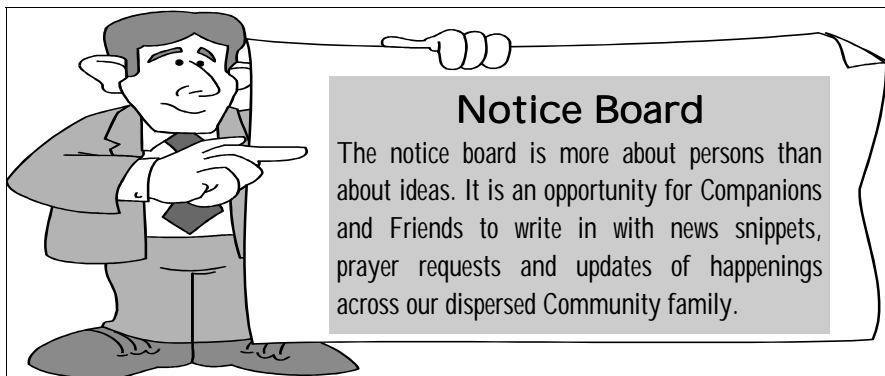 Notice Board
The notice board is more about persons than
about ideas. It is an opportunity for Companions
and Friends to write in with news snippets,
prayer requests and updates of happenings
across our dispersed Community family.